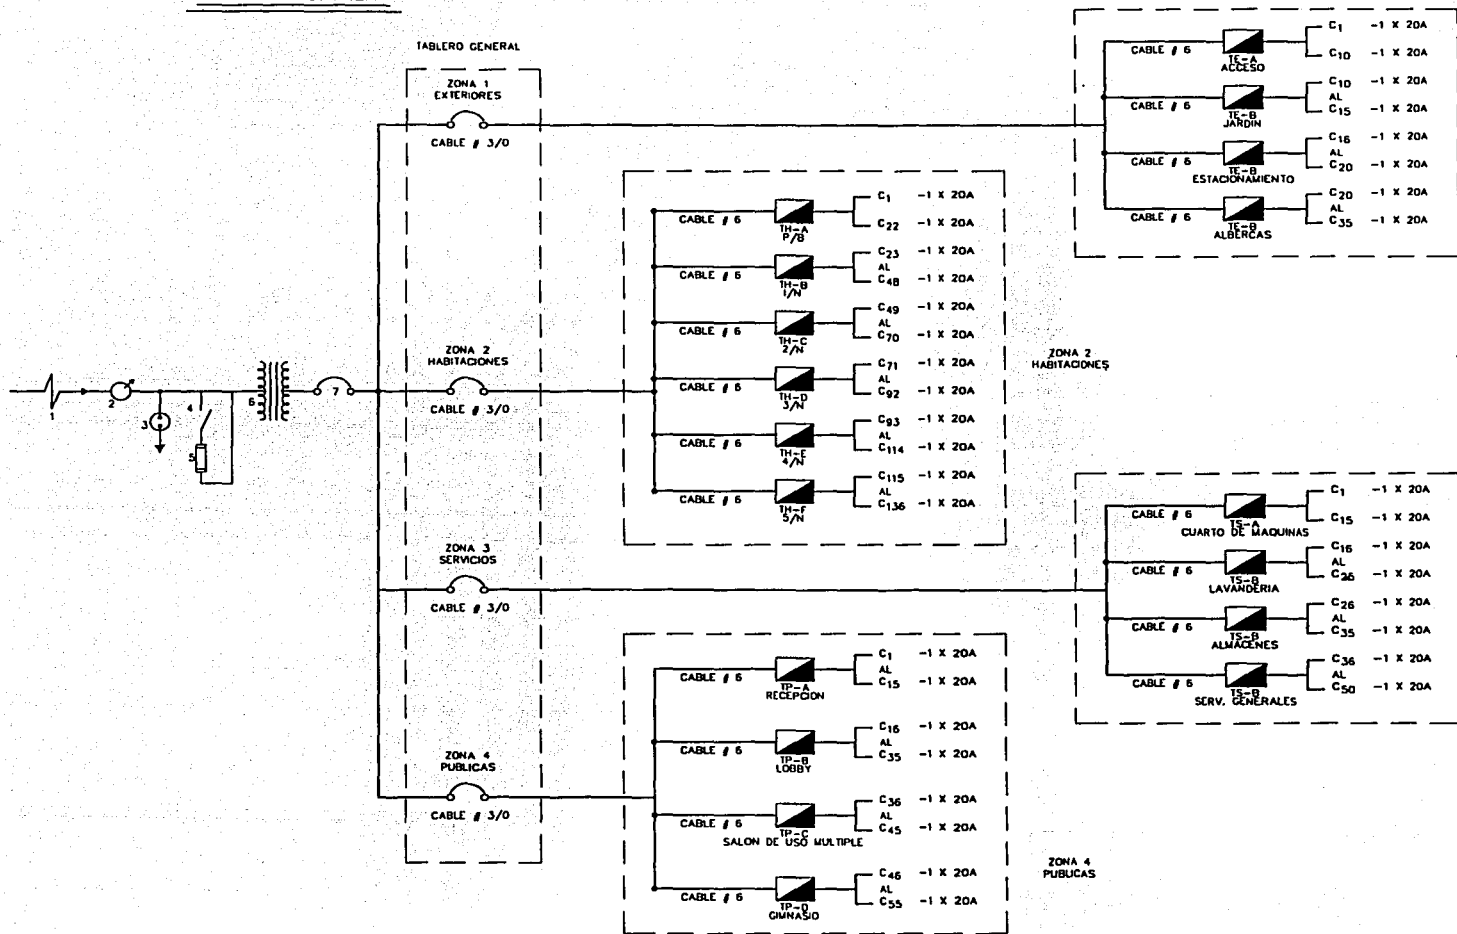 TABLERO GENERAL
ZONA 1
EXTERIORES
CABLE # 3/0
ZONA 2
HABITACIONES
CABLE # 3/0
ZONA 3
SERVICIOS
CABLE # 3/0
ZONA 4
PUBLICAS
CABLE # 3/0
1
2
3
4
5
6
7
CABLE # 6
TE-A
ACCESO
C1 -1 X 20A
C10 -1 X 20A
CABLE # 6
TE-B
JARDIN
C10 -1 X 20A
AL
C15 -1 X 20A
CABLE # 6
TE-B
ESTACIONAMIENTO
C16 -1 X 20A
AL
C20 -1 X 20A
CABLE # 6
TE-B
ALBERCAS
C20 -1 X 20A
AL
C35 -1 X 20A
CABLE # 6
TH-A
P/B
C1 -1 X 20A
C22 -1 X 20A
CABLE # 6
TH-B
1/N
C23 -1 X 20A
AL
C48 -1 X 20A
CABLE # 6
TH-C
2/N
C49 -1 X 20A
AL
C70 -1 X 20A
CABLE # 6
TH-D
3/N
C71 -1 X 20A
AL
C92 -1 X 20A
CABLE # 6
TH-E
4/N
C93 -1 X 20A
AL
C114 -1 X 20A
CABLE # 6
TH-F
5/N
C115 -1 X 20A
AL
C136 -1 X 20A
ZONA 2
HABITACIONES
CABLE # 6
TS-A
CUARTO DE MAQUINAS
C1 -1 X 20A
C15 -1 X 20A
CABLE # 6
TS-B
LAVANDERIA
C16 -1 X 20A
AL
C26 -1 X 20A
CABLE # 6
TS-B
ALMACENES
C26 -1 X 20A
AL
C35 -1 X 20A
CABLE # 6
TS-B
SERV. GENERALES
C36 -1 X 20A
AL
C50 -1 X 20A
CABLE # 6
TP-A
RECEPCION
C1 -1 X 20A
AL
C15 -1 X 20A
CABLE # 6
TP-B
LOBBY
C16 -1 X 20A
AL
C35 -1 X 20A
CABLE # 6
TP-C
SALON DE USO MULTIPLE
C36 -1 X 20A
AL
C45 -1 X 20A
CABLE # 6
TP-D
GIMNASIO
C46 -1 X 20A
AL
C55 -1 X 20A
ZONA 4
PUBLICAS